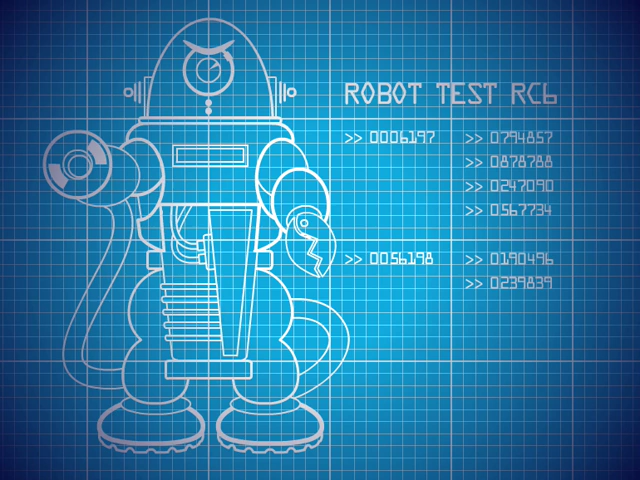 ROBOT TEST RC6
>> 0006197 >> 0794857
>> 0878788
>> 0247090
>> 0567734
>> 0056198 >> 0190496
>> 0239839